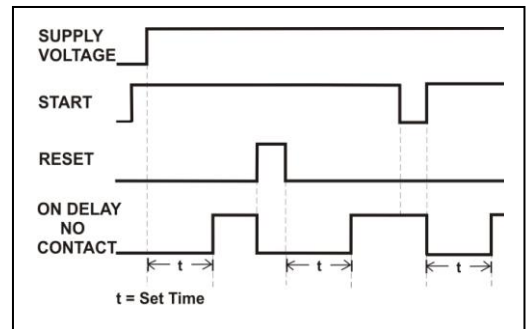 SUPPLY
VOLTAGE
START
RESET
ON DELAY
NO
CONTACT
t t t
t = Set Time